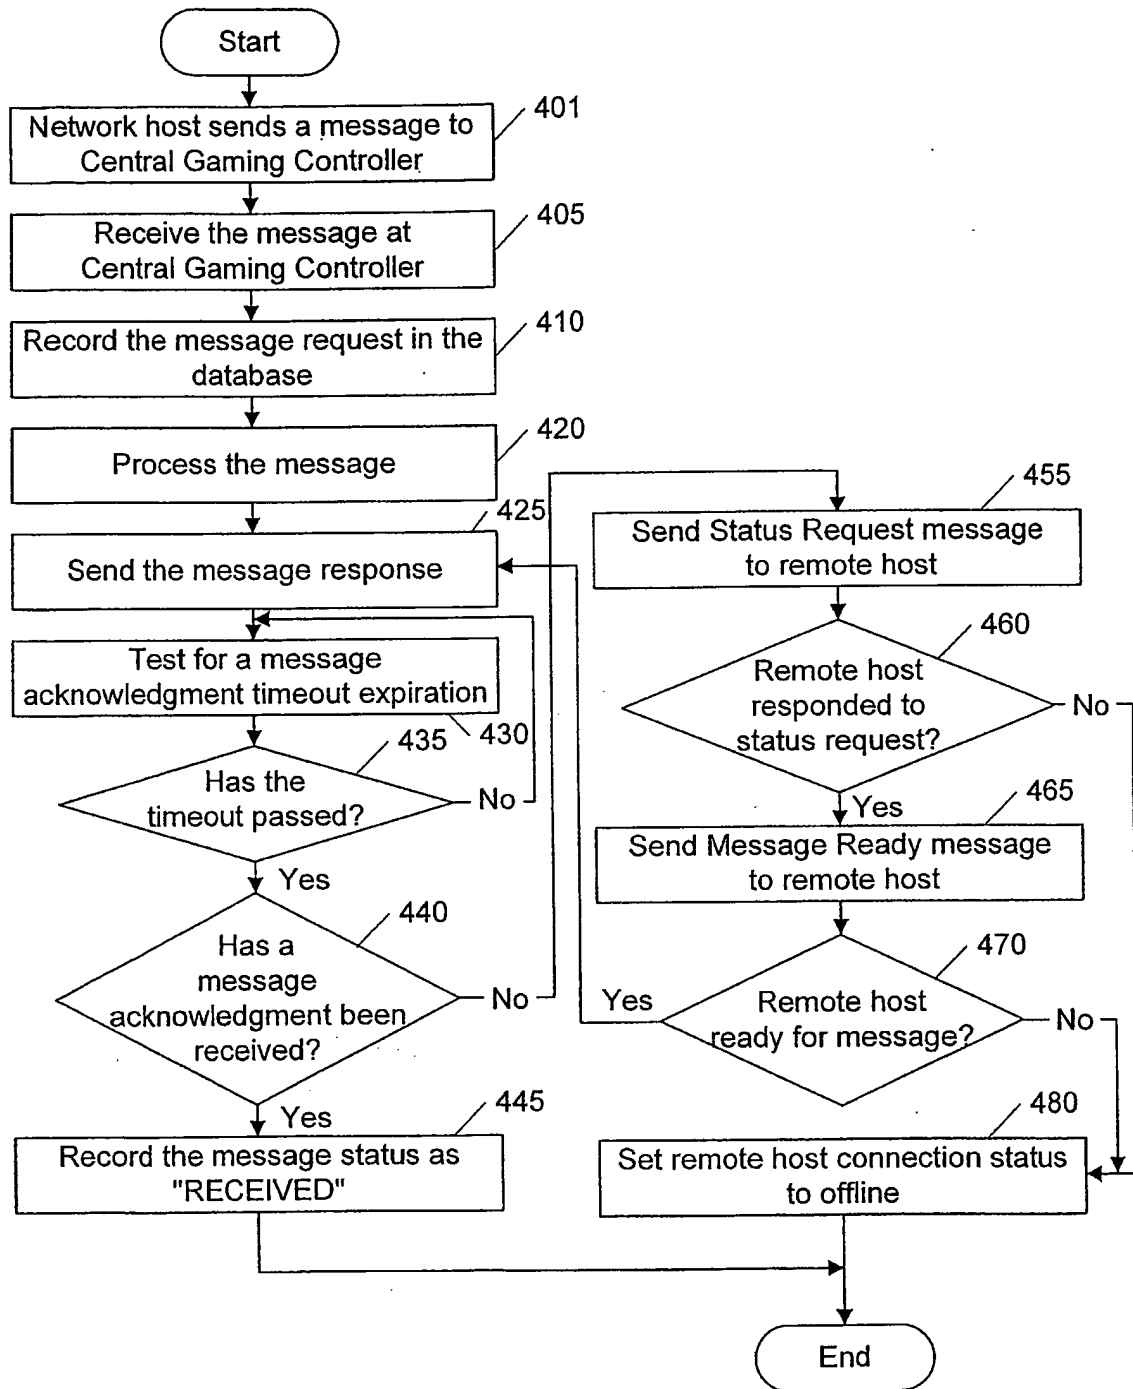 Start
401
Network host sends a message to
Central Gaming Controller
405
Receive the message at
Central Gaming Controller
410
Record the message request in the
database
420
Process the message
425
Send the message response
Test for a message
acknowledgment timeout expiration
430
435
Has the
timeout passed?
No
Yes
440
Has a
message
acknowledgment been
received?
No
Yes
445
Record the message status as
"RECEIVED"
455
Send Status Request message
to remote host
460
Remote host
responded to
status request?
No
Yes
465
Send Message Ready message
to remote host
470
Remote host
ready for message?
Yes
No
480
Set remote host connection status
to offline
End